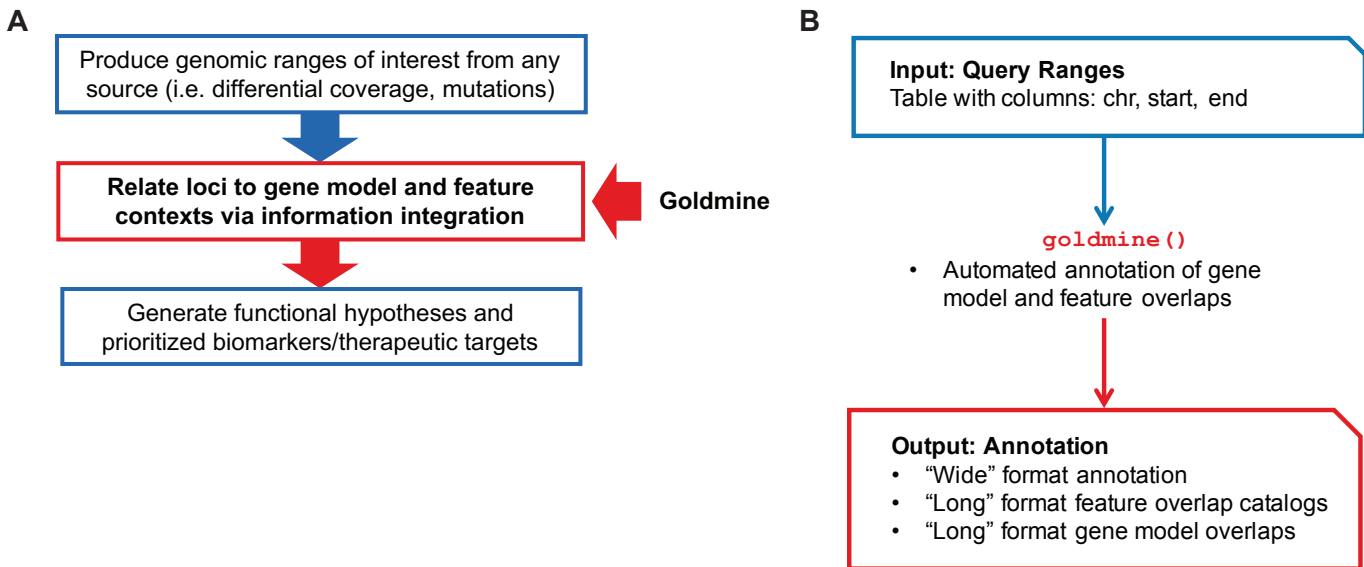 A
Produce genomic ranges of interest from any
source (i.e. differential coverage, mutations)
Relate loci to gene model and feature
contexts via information integration
Goldmine
Generate functional hypotheses and
prioritized biomarkers/therapeutic targets
B
Input: Query Ranges
Table with columns: chr, start, end
goldmine()
• Automated annotation of gene
model and feature overlaps
Output: Annotation
• “Wide” format annotation
• “Long” format feature overlap catalogs
• “Long” format gene model overlaps